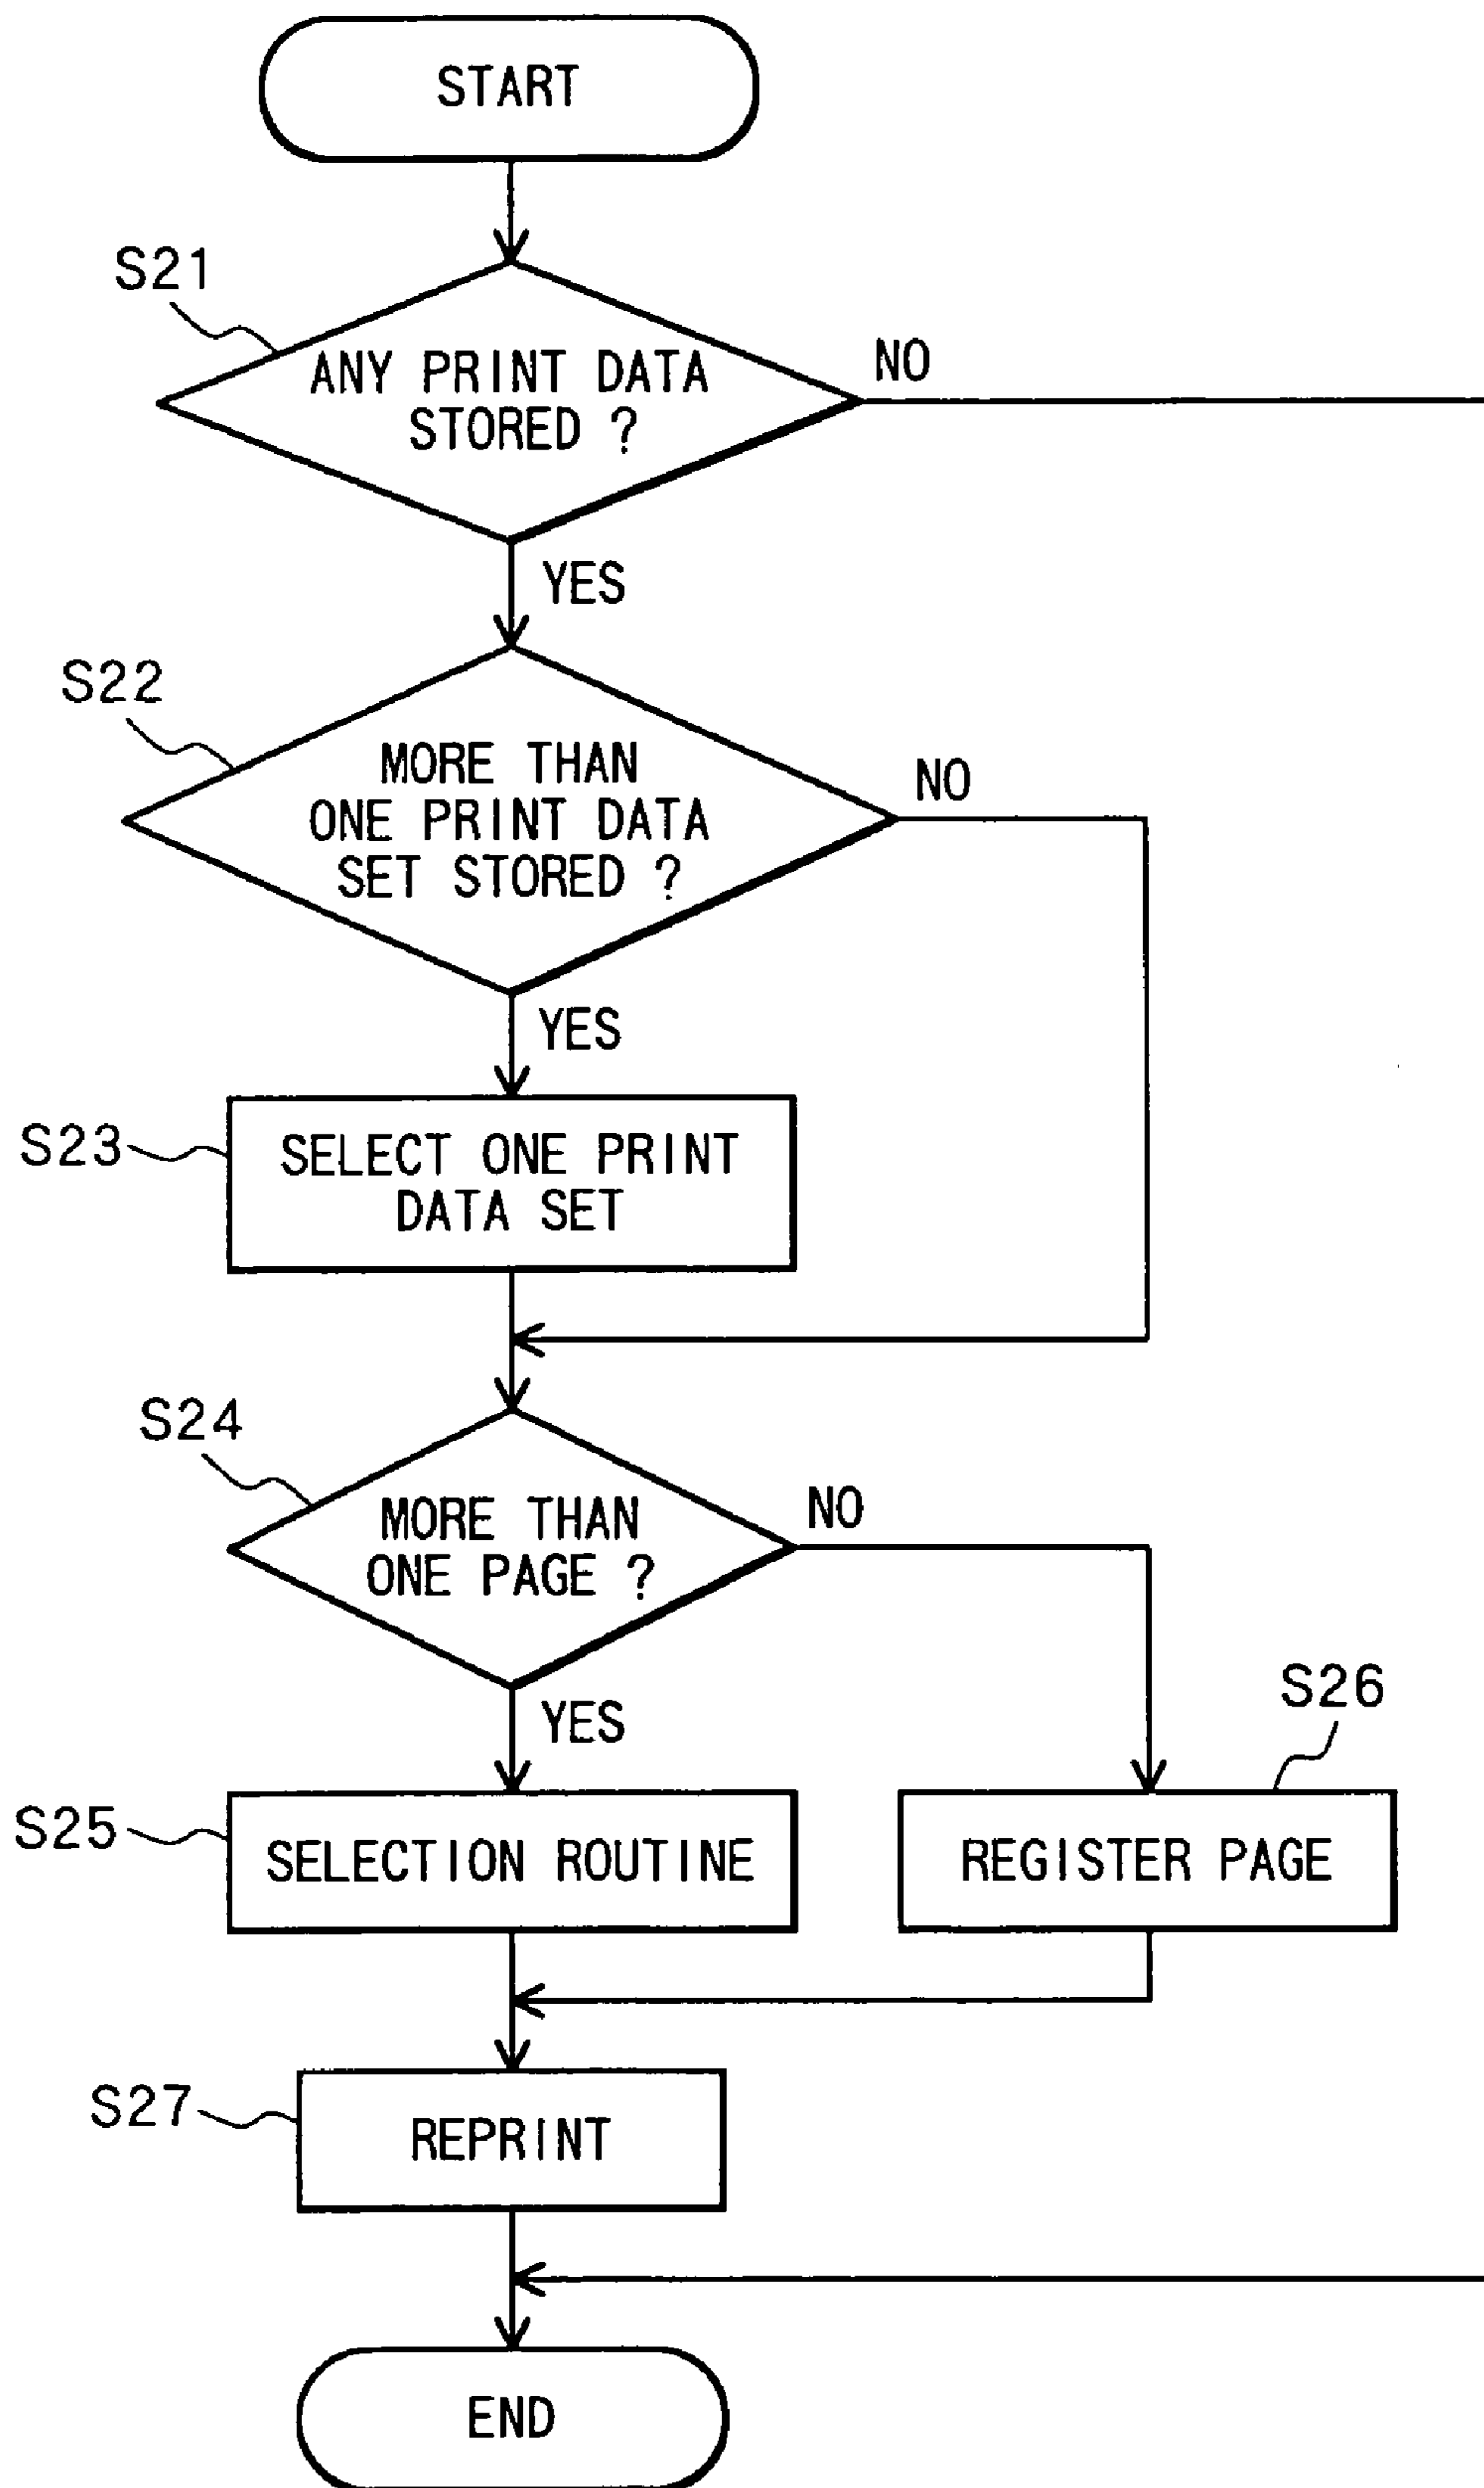 START
S21
ANY PRINT DATA
STORED ?
NO
YES
S22
MORE THAN
ONE PRINT DATA
SET STORED ?
NO
YES
S23
SELECT ONE PRINT
DATA SET
S24
MORE THAN
ONE PAGE ?
NO
YES
S25
SELECTION ROUTINE
S26
REGISTER PAGE
S27
REPRINT
END